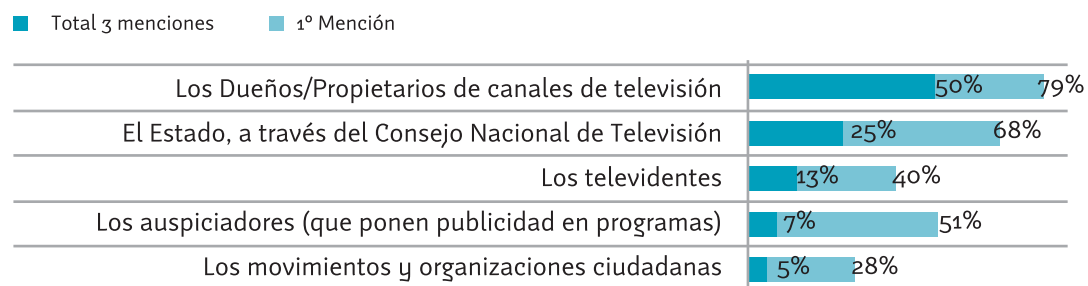 Total 3 menciones 1º Mención
Los Dueños/Propietarios de canales de televisión 50% 79%
El Estado, a través del Consejo Nacional de Televisión 25% 68%
Los televidentes 13% 40%
Los auspiciadores (que ponen publicidad en programas) 7% 51%
Los movimientos y organizaciones ciudadanas 5% 28%